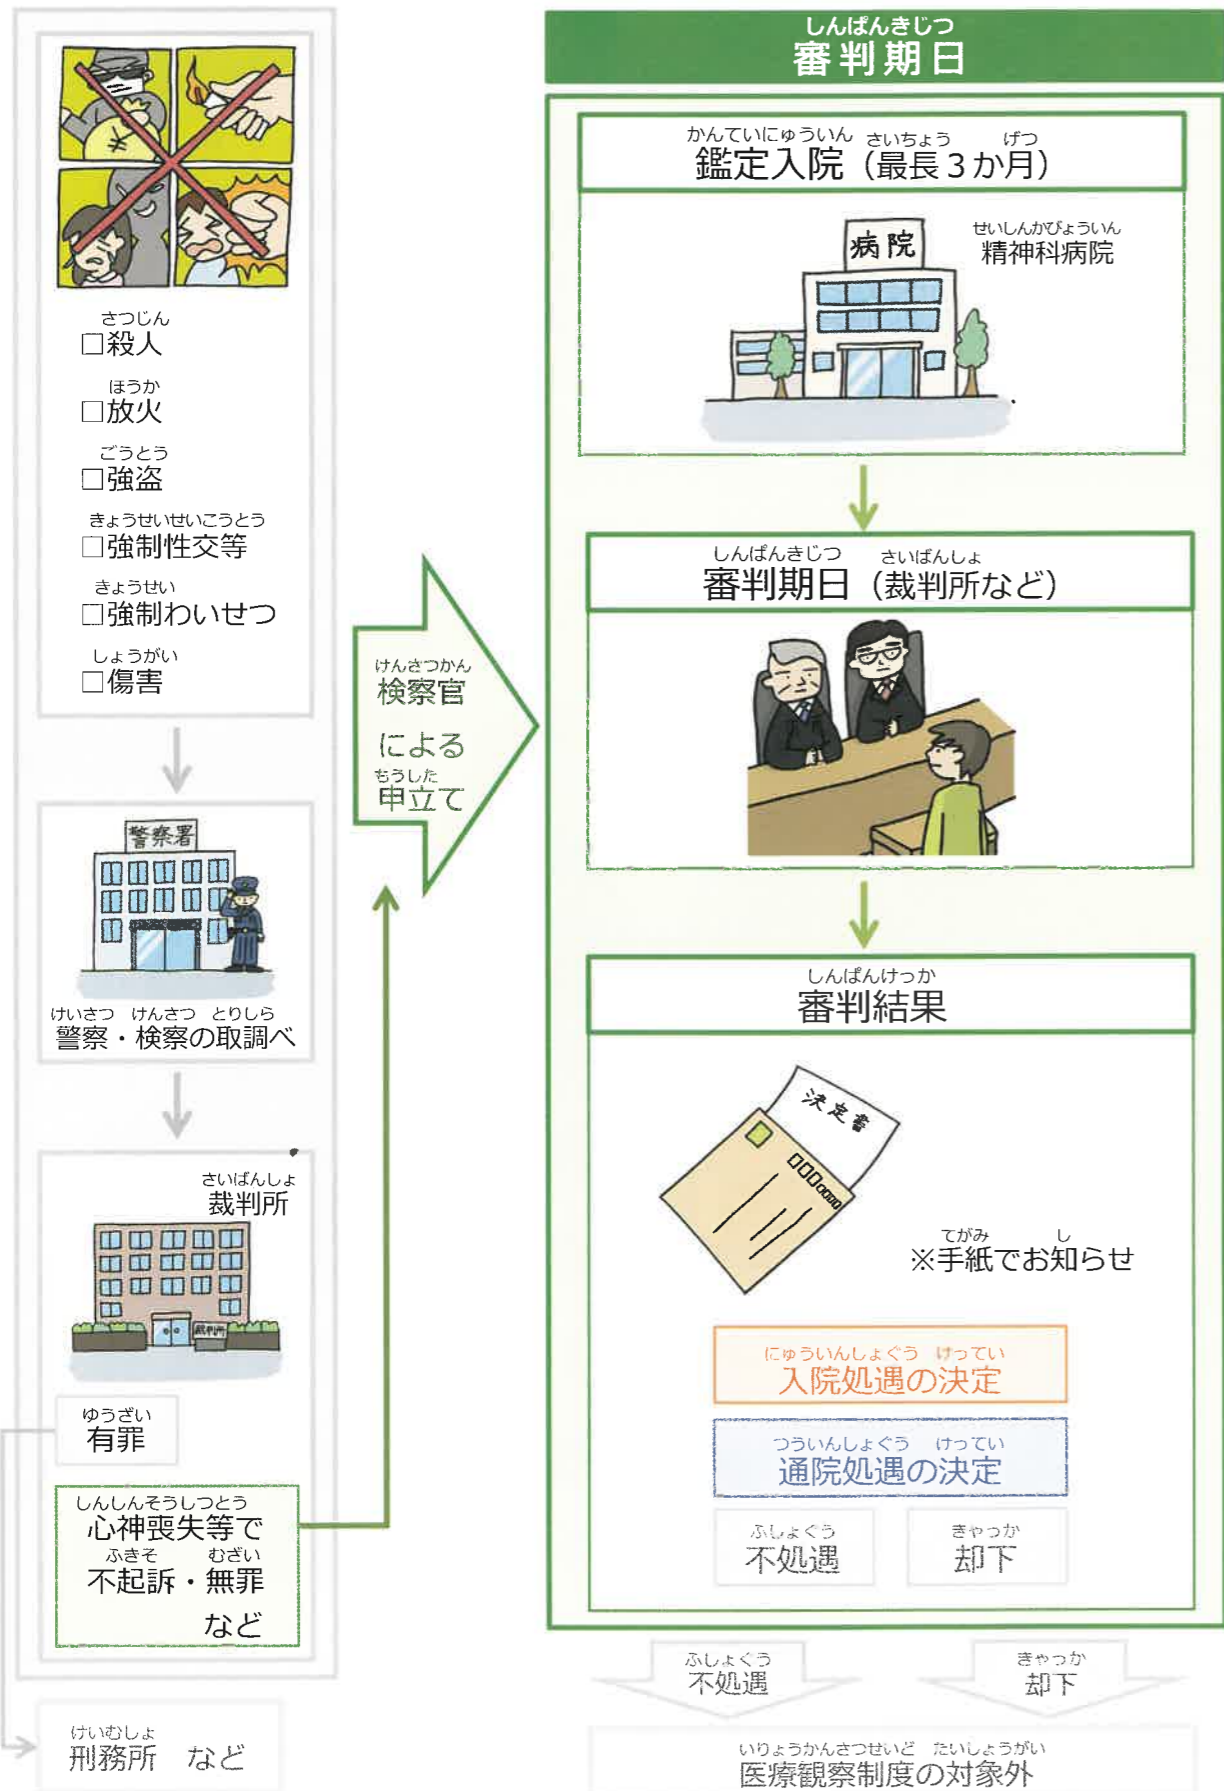 さつじん
□殺人
ほうか
□放火
ごうとう
□強盗
きょうせいせいこうとう
□強制性交等
きょうせい
□強制わいせつ
しょうがい
□傷害
警察署
けいさつ けんさつ とりしら
警察・検察の取調べ
さいばんしょ
裁判所
裁判所
ゆうざい
有罪
しんしんそうしつとう
心神喪失等で
ふきそ むざい
不起訴・無罪
など
けいむしょ
刑務所 など
けんさつかん
検察官
による
もうした
申立て
しんぱんきじつ
審判期日
かんていにゅういん さいちょう げつ
鑑定入院（最長３か月）
病院
せいしんかびょういん
精神科病院
しんぱんきじつ さいばんしょ
審判期日（裁判所など）
しんぱんけっか
審判結果
決定書
てがみ し
※手紙でお知らせ
にゅういんしょぐう けってい
入院処遇の決定
つういんしょぐう けってい
通院処遇の決定
ふしょぐう きゃっか
不処遇 却下
ふしょぐう きゃっか
不処遇 却下
いりょうかんさつせいど たいしょうがい
医療観察制度の対象外